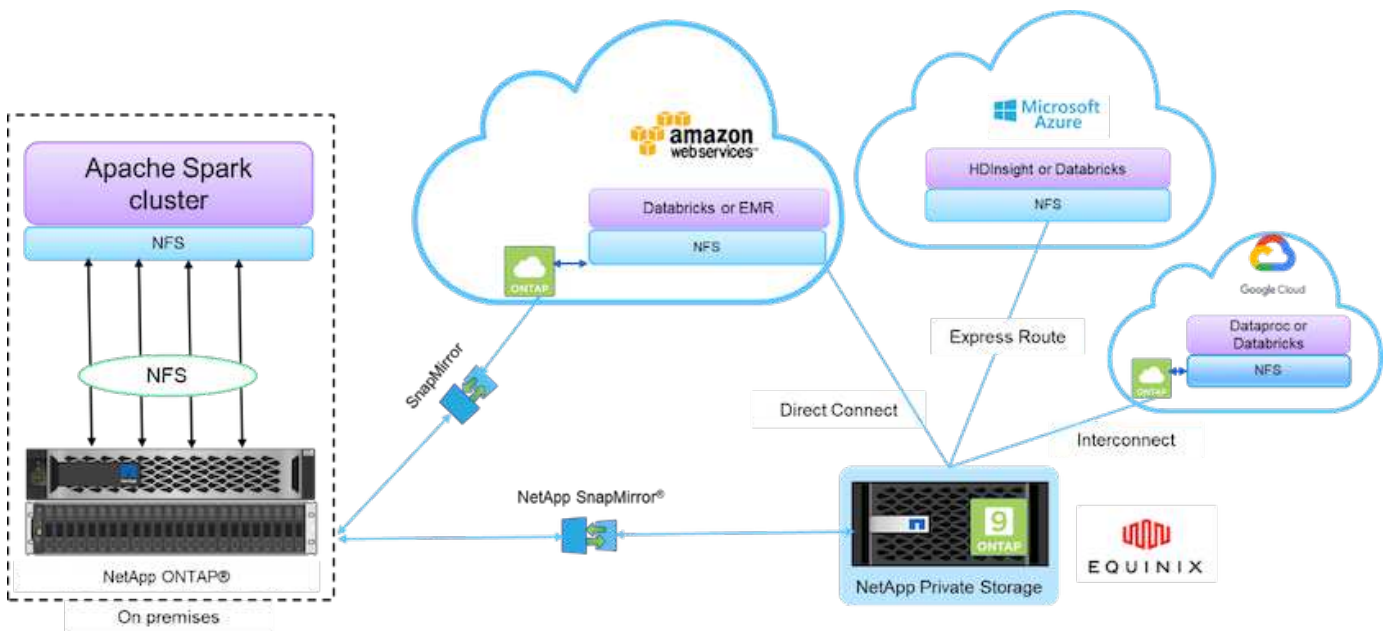 Apache Spark
cluster
NFS
NFS
NetApp ONTAP®
On premises
SnapMirror
NetApp SnapMirror®
amazon
webservices™
Databricks or EMR
NFS
ONTAP
Microsoft
Azure
HDInsight or Databricks
NFS
Google Cloud
Dataproc or
Databricks
NFS
ONTAP
Express Route
Direct Connect
Interconnect
9
ONTAP
NetApp Private Storage
EQUINIX